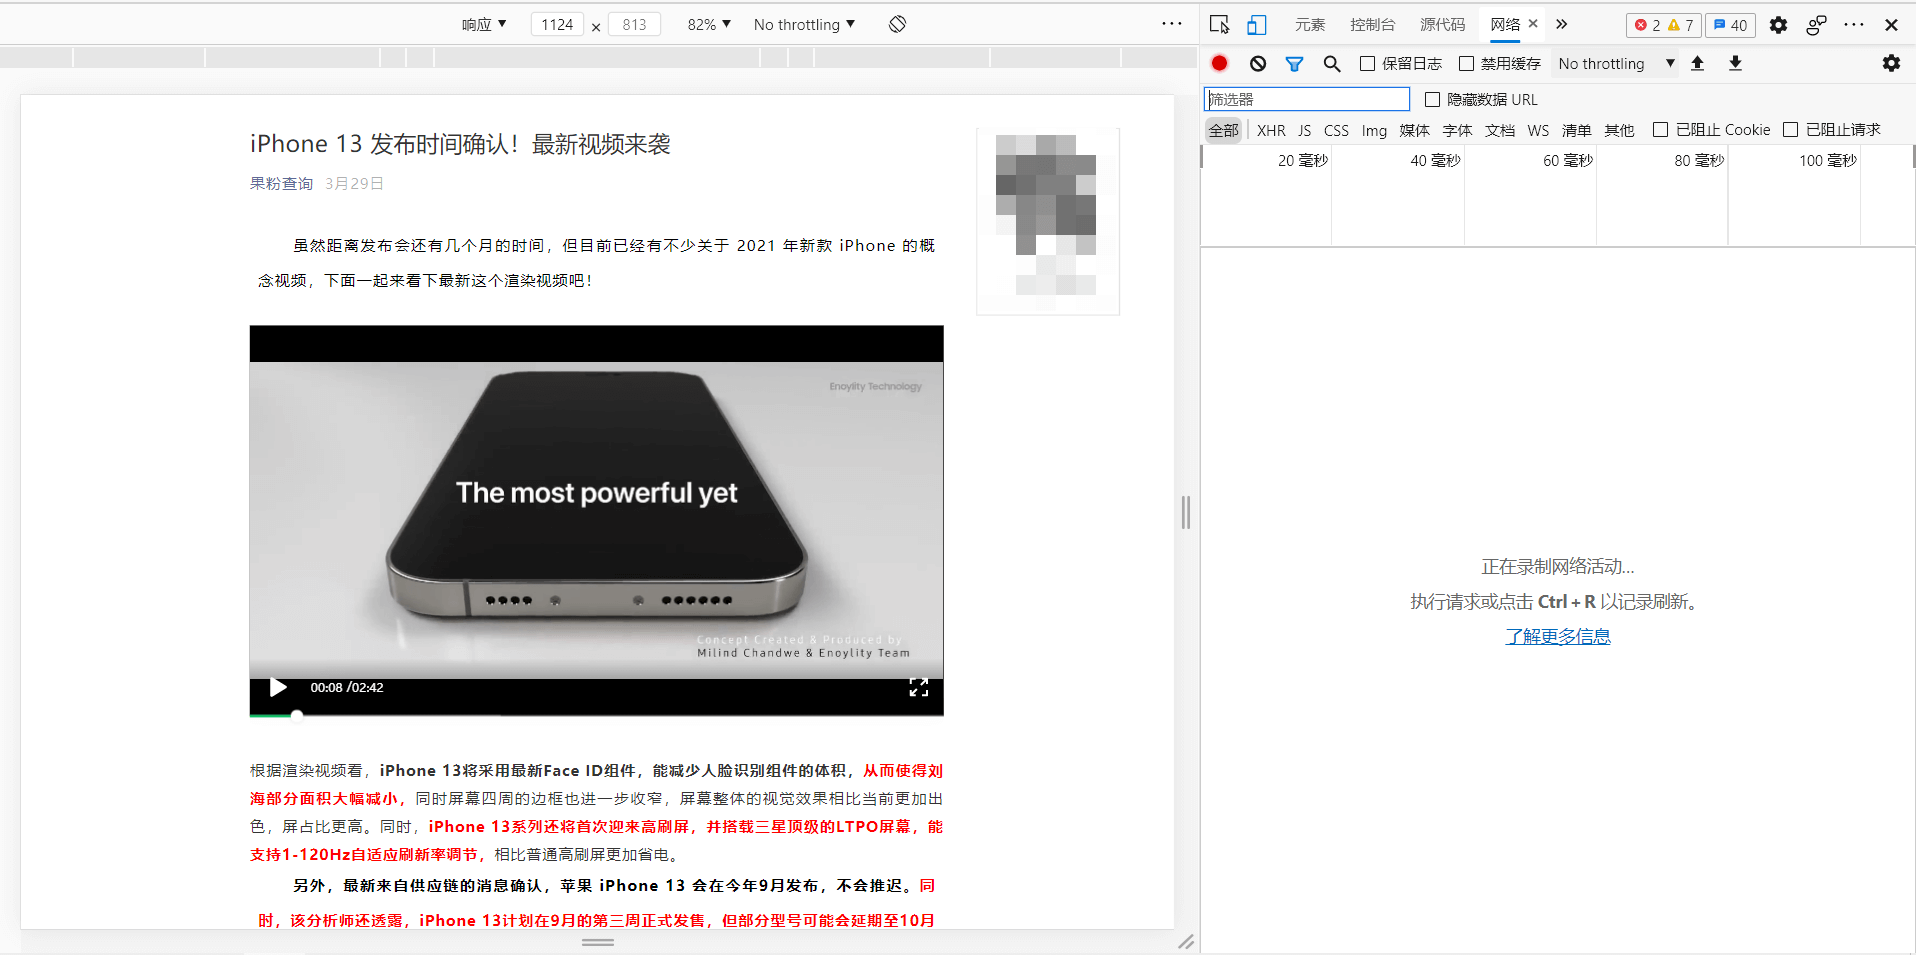 响应 1124 × 813 82% No throttling
元素 控制台 源代码 网络 2 7 40
保留日志 禁用缓存 No throttling
筛选器 隐藏数据 URL
全部 XHR JS CSS Img 媒体 字体 文档 WS 清单 其他 已阻止 Cookie 已阻止请求
20 毫秒 40 毫秒 60 毫秒 80 毫秒 100 毫秒
iPhone 13 发布时间确认！最新视频来袭
果粉查询 3月29日
虽然距离发布会还有几个月的时间，但目前已经有不少关于 2021 年新款 iPhone 的概
念视频，下面一起来看下最新这个渲染视频吧！
Enoylity Technology
The most powerful yet
Concept Created & Produced by
Milind Chandwe & Enoylity Team
00:08 /02:42
根据渲染视频看，iPhone 13将采用最新Face ID组件，能减少人脸识别组件的体积，从而使得刘
海部分面积大幅减小，同时屏幕四周的边框也进一步收窄，屏幕整体的视觉效果相比当前更加出
色，屏占比更高。同时，iPhone 13系列还将首次迎来高刷屏，并搭载三星顶级的LTPO屏幕，能
支持1-120Hz自适应刷新率调节，相比普通高刷屏更加省电。
另外，最新来自供应链的消息确认，苹果 iPhone 13 会在今年9月发布，不会推迟。同
时，该分析师还透露，iPhone 13计划在9月的第三周正式发售，但部分型号可能会延期至10月
正在录制网络活动...
执行请求或点击 Ctrl + R 以记录刷新。
了解更多信息